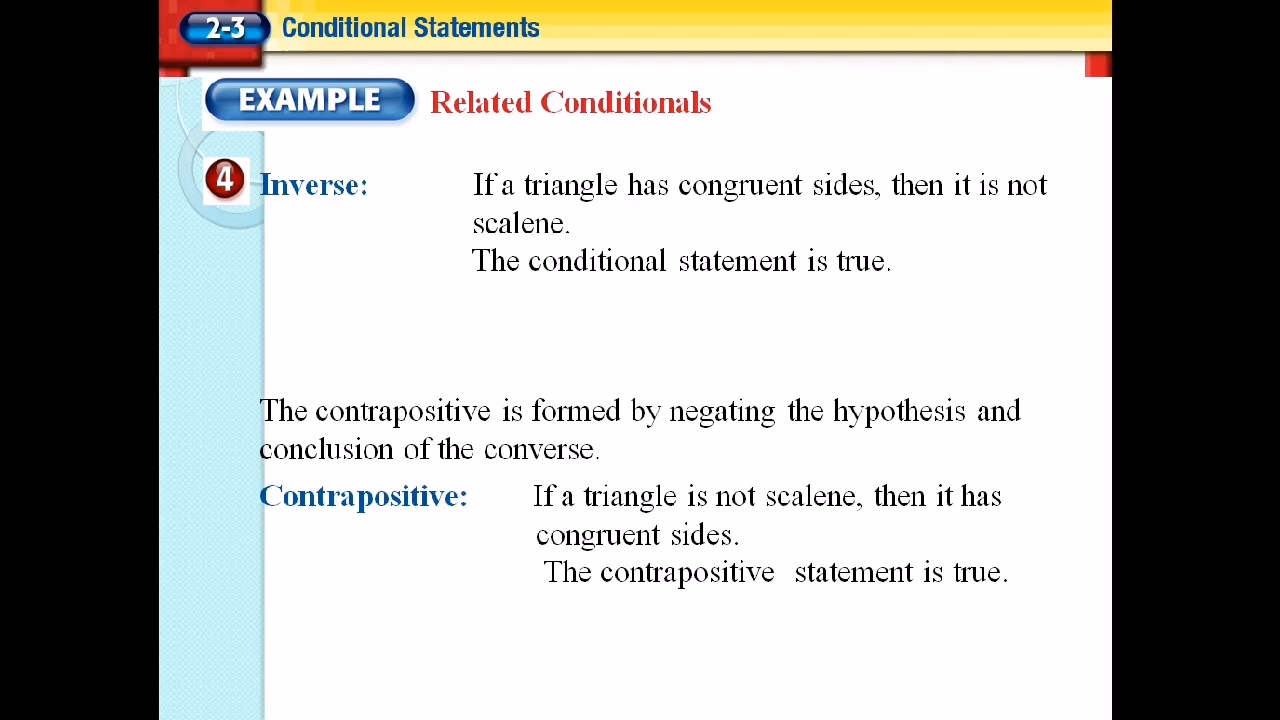 2-3 Conditional Statements
EXAMPLE Related Conditionals
4 Inverse: If a triangle has congruent sides, then it is not
scalene.
The conditional statement is true.
The contrapositive is formed by negating the hypothesis and
conclusion of the converse.
Contrapositive: If a triangle is not scalene, then it has
congruent sides.
The contrapositive statement is true.